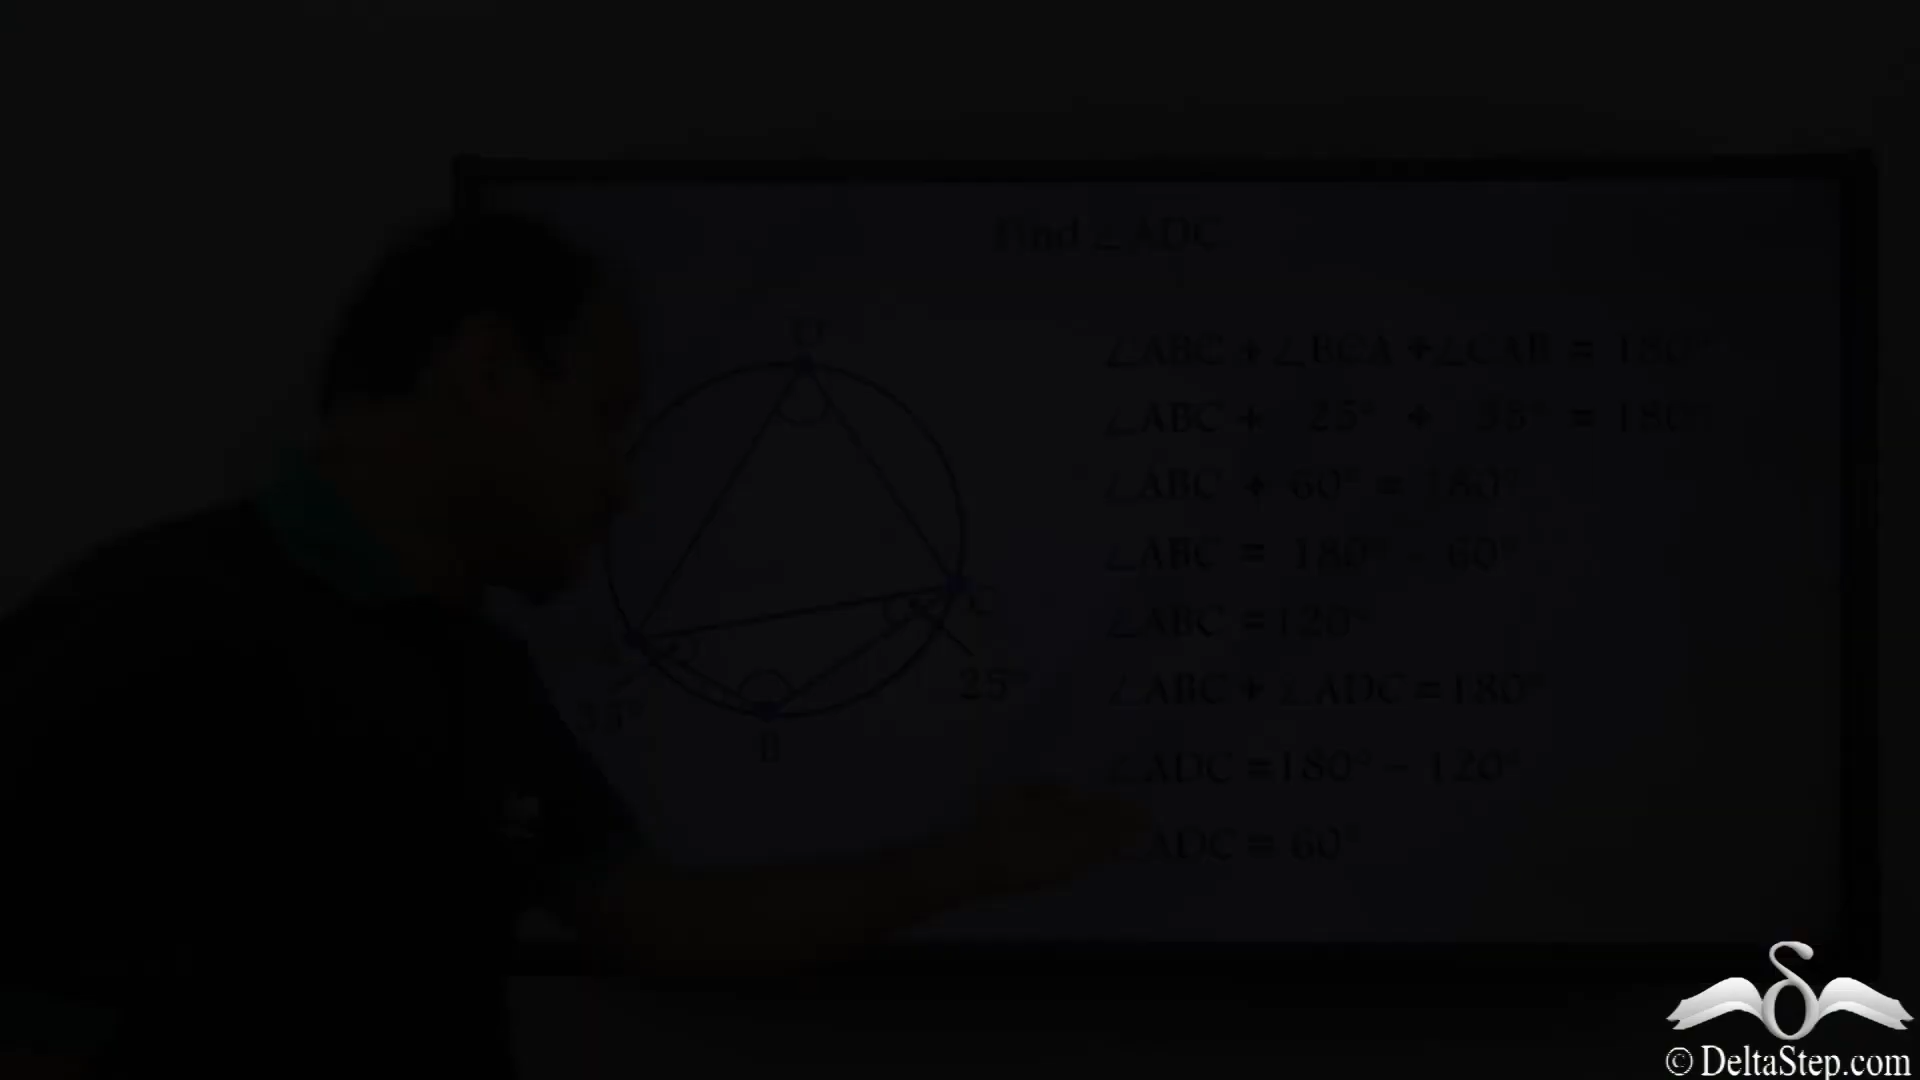 Find ∠ADC
D
∠ABC + ∠BCA + ∠CAB = 180°
∠ABC + 25° + 35° = 180°
∠ABC + 60° = 180°
∠ABC = 180° - 60°
C
∠ABC = 120°
25°
∠ABC + ∠ADC = 180°
35°
B
∠ADC = 180° - 120°
∠ADC = 60°
© DeltaStep.com